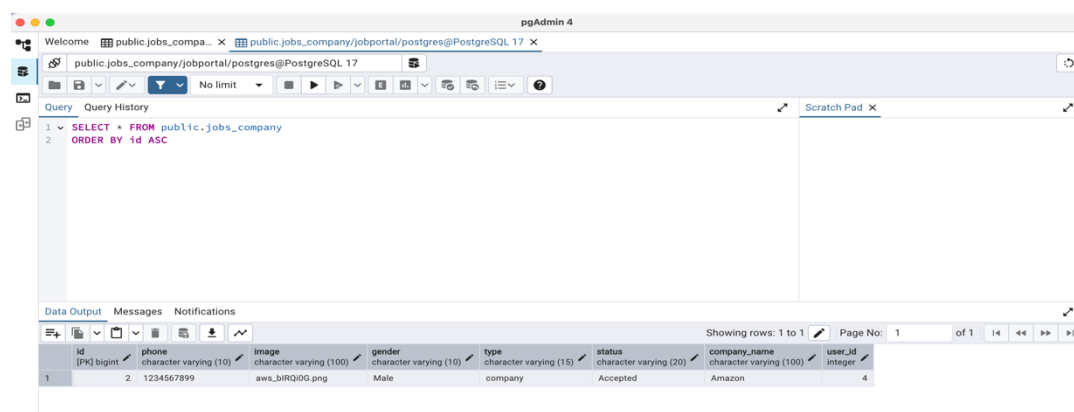 pgAdmin 4
Welcome public.jobs_compa... X public.jobs_company/jobportal/postgres@PostgreSQL 17 X
public.jobs_company/jobportal/postgres@PostgreSQL 17
No limit
Query Query History Scratch Pad X
1 SELECT * FROM public.jobs_company
2 ORDER BY id ASC
Data Output Messages Notifications
Showing rows: 1 to 1 Page No: 1 of 1
id phone image gender type status company_name user_id
[PK] bigint character varying (10) character varying (100) character varying (10) character varying (15) character varying (20) character varying (100) integer
1 2 1234567899 aws_bIRQi0G.png Male company Accepted Amazon 4